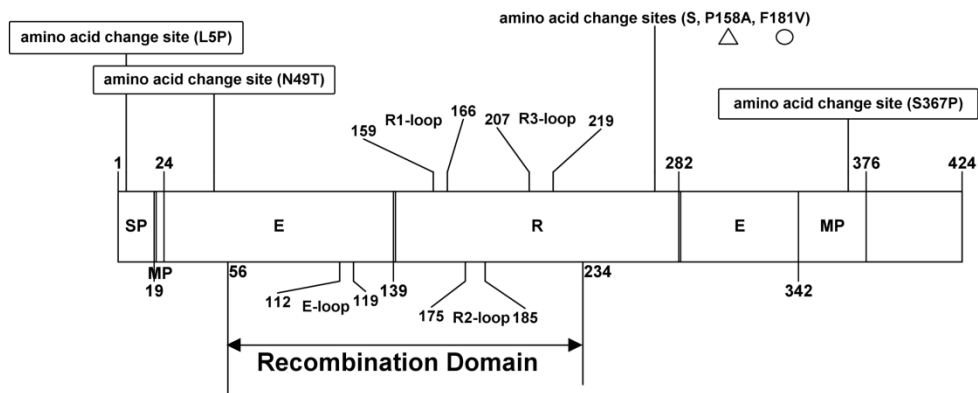 amino acid change sites (S, P158A, F181V)
amino acid change site (L5P)
amino acid change site (N49T)
amino acid change site (S367P)
R1-loop 166 207 R3-loop 219
159
1 24 282 376 424
SP E R E MP
MP 56 234
19 112 E-loop 119 139 175 R2-loop 185 342
Recombination Domain